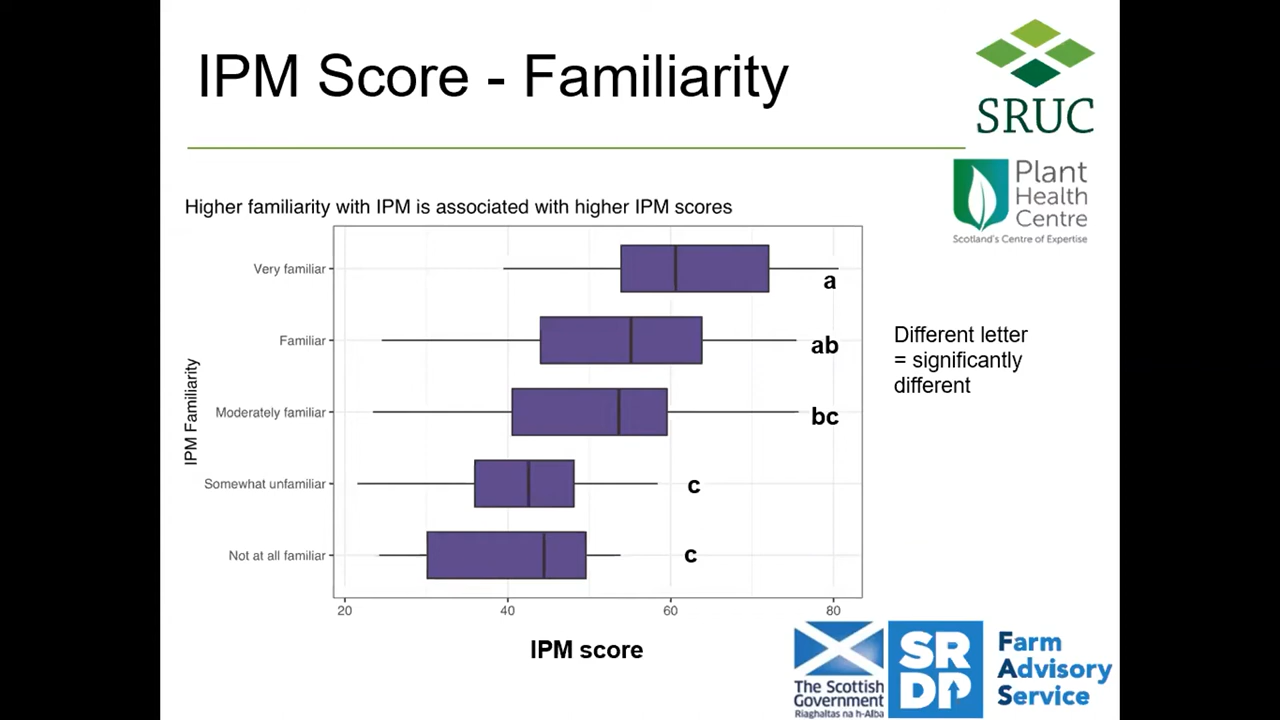 IPM Score - Familiarity
SRUC
Plant
Health
Centre
Scotland's Centre of Expertise
Higher familiarity with IPM is associated with higher IPM scores
IPM Familiarity
Very familiar
a
Familiar
ab
Moderately familiar
bc
Somewhat unfamiliar
c
Not at all familiar
c
20 40 60 80
IPM score
Different letter
= significantly
different
The Scottish
Government
Riaghaltas na h-Alba
SR
DP
Farm
Advisory
Service